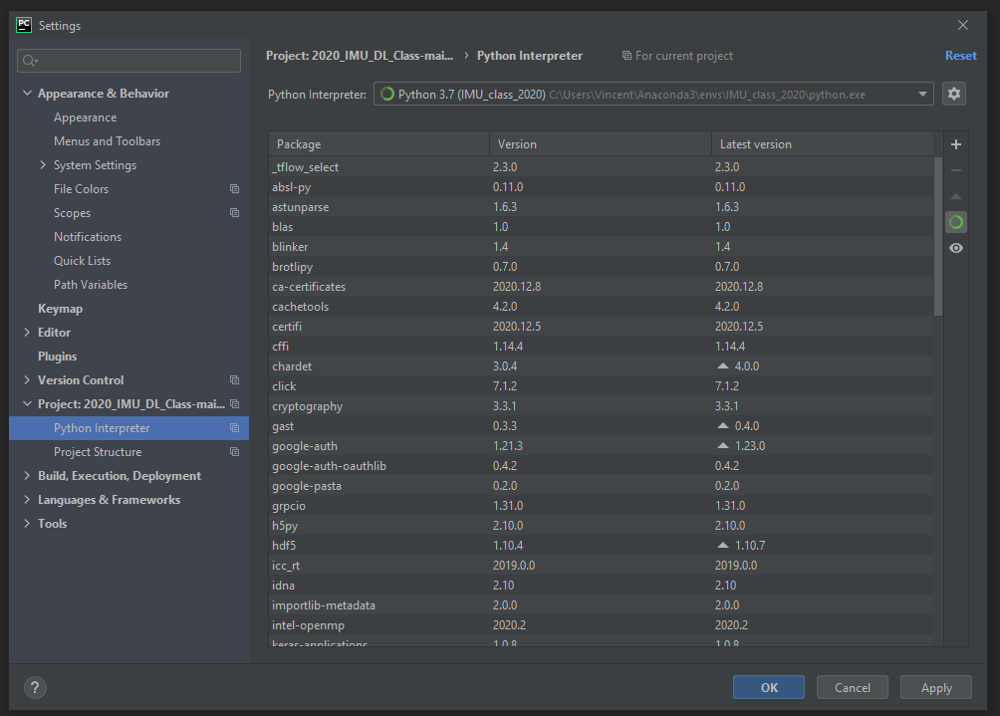 PC Settings
Appearance & Behavior
Appearance
Menus and Toolbars
System Settings
File Colors
Scopes
Notifications
Quick Lists
Path Variables
Keymap
Editor
Plugins
Version Control
Project: 2020_IMU_DL_Class-mai...
Python Interpreter
Project Structure
Build, Execution, Deployment
Languages & Frameworks
Tools
Project: 2020_IMU_DL_Class-mai... › Python Interpreter For current project Reset
Python Interpreter: Python 3.7 (IMU_class_2020) C:\Users\Vincent\Anaconda3\envs\IMU_class_2020\python.exe
Package Version Latest version
_tflow_select 2.3.0 2.3.0
absl-py 0.11.0 0.11.0
astunparse 1.6.3 1.6.3
blas 1.0 1.0
blinker 1.4 1.4
brotlipy 0.7.0 0.7.0
ca-certificates 2020.12.8 2020.12.8
cachetools 4.2.0 4.2.0
certifi 2020.12.5 2020.12.5
cffi 1.14.4 1.14.4
chardet 3.0.4 4.0.0
click 7.1.2 7.1.2
cryptography 3.3.1 3.3.1
gast 0.3.3 0.4.0
google-auth 1.21.3 1.23.0
google-auth-oauthlib 0.4.2 0.4.2
google-pasta 0.2.0 0.2.0
grpcio 1.31.0 1.31.0
h5py 2.10.0 2.10.0
hdf5 1.10.4 1.10.7
icc_rt 2019.0.0 2019.0.0
idna 2.10 2.10
importlib-metadata 2.0.0 2.0.0
intel-openmp 2020.2 2020.2
keras-applications 1.0.8 1.0.8
? OK Cancel Apply